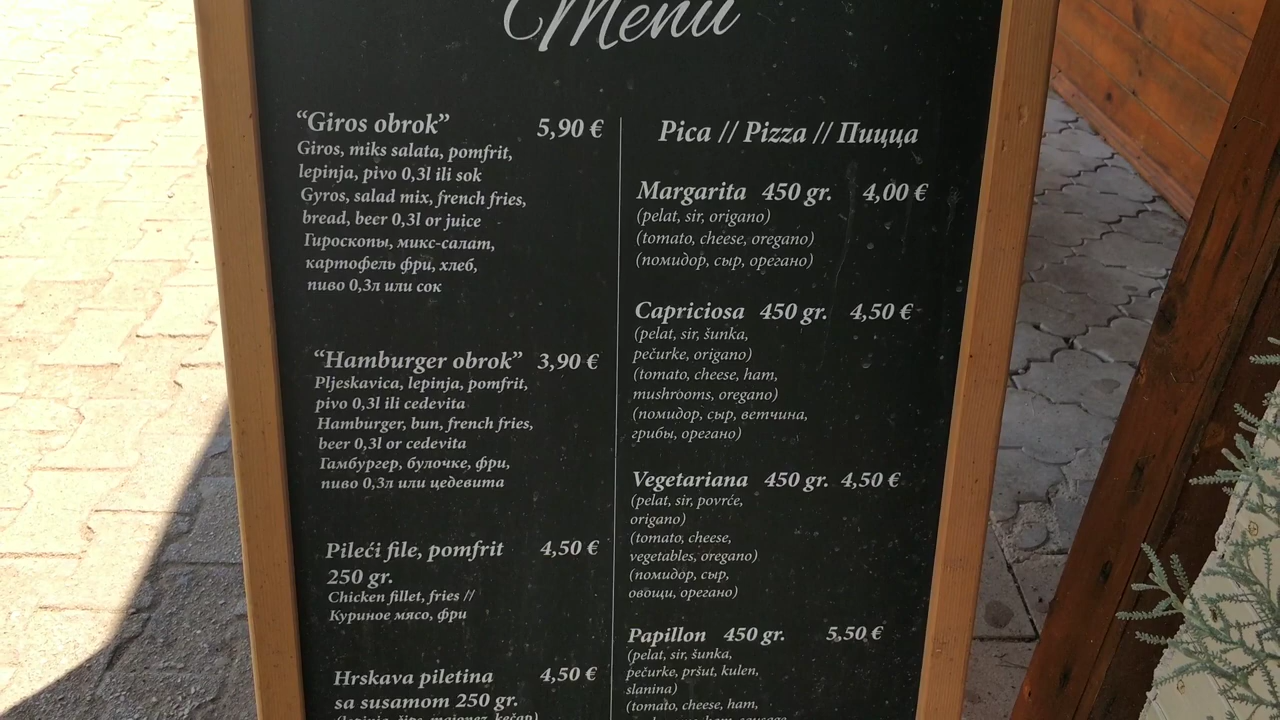 Menu
“Giros obrok” 5,90 €
Giros, miks salata, pomfrit,
lepinja, pivo 0,3l ili sok
Gyros, salad mix, french fries,
bread, beer 0,3l or juice
Гироскопы, микс-салат,
картофель фри, хлеб,
пиво 0,3л или сок
“Hamburger obrok” 3,90 €
Pljeskavica, lepinja, pomfrit,
pivo 0,3l ili cedevita
Hamburger, bun, french fries,
beer 0,3l or cedevita
Гамбургер, булочке, фри,
пиво 0,3л или цедевита
Pileći file, pomfrit 4,50 €
250 gr.
Chicken fillet, fries //
Куриное мясо, фри
Hrskava piletina 4,50 €
sa susamom 250 gr.
(lepinja, čips, majonez, kečap)
Pica // Pizza // Пицца
Margarita 450 gr. 4,00 €
(pelat, sir, origano)
(tomato, cheese, oregano)
(помидор, сыр, орегано)
Capriciosa 450 gr. 4,50 €
(pelat, sir, šunka,
pečurke, origano)
(tomato, cheese, ham,
mushrooms, oregano)
(помидор, сыр, ветчина,
грибы, орегано)
Vegetariana 450 gr. 4,50 €
(pelat, sir, povrće,
origano)
(tomato, cheese,
vegetables, oregano)
(помидор, сыр,
овощи, орегано)
Papillon 450 gr. 5,50 €
(pelat, sir, šunka,
pečurke, pršut, kulen,
slanina)
(tomato, cheese, ham,